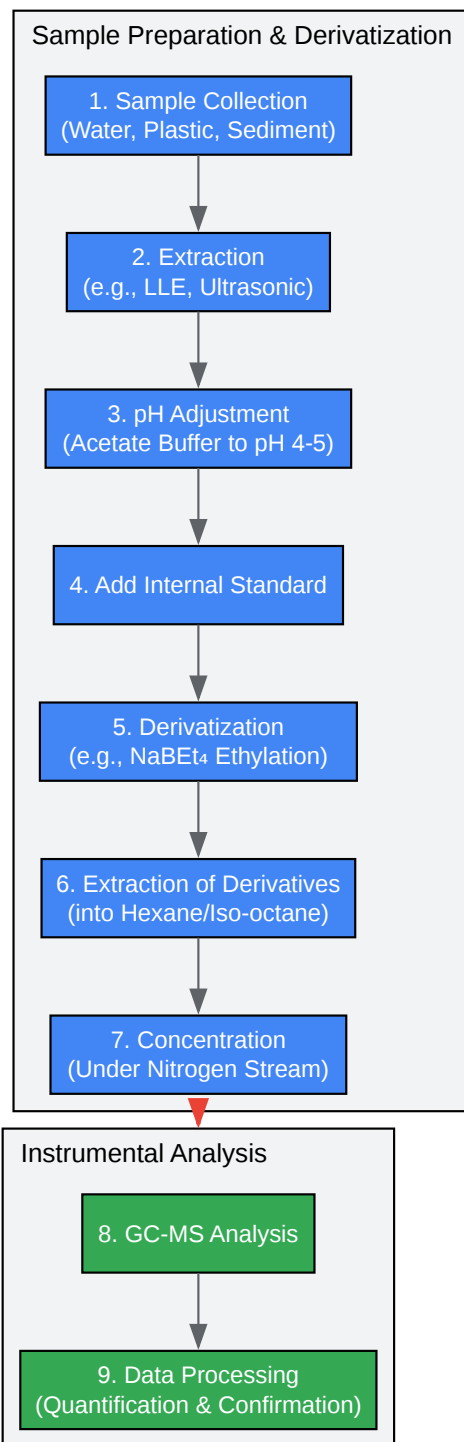 Sample Preparation & Derivatization
1. Sample Collection
(Water, Plastic, Sediment)
2. Extraction
(e.g., LLE, Ultrasonic)
3. pH Adjustment
(Acetate Buffer to pH 4-5)
4. Add Internal Standard
5. Derivatization
(e.g., NaBEt₄ Ethylation)
6. Extraction of Derivatives
(into Hexane/Iso-octane)
7. Concentration
(Under Nitrogen Stream)
Instrumental Analysis
8. GC-MS Analysis
9. Data Processing
(Quantification & Confirmation)